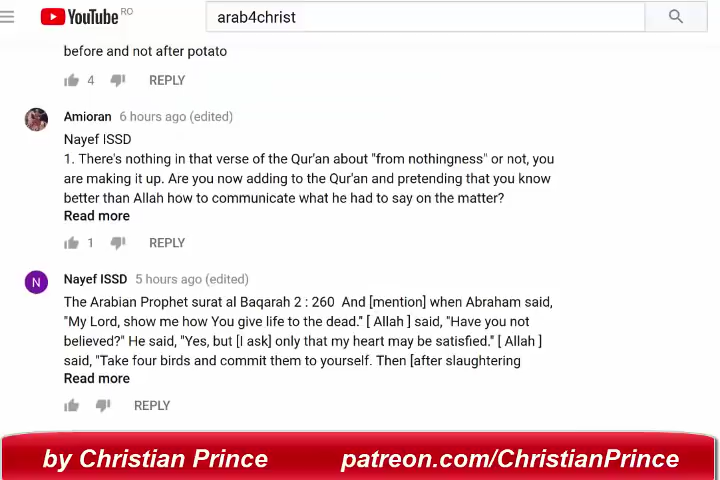 YouTube RO
arab4christ
before and not after potato
4 REPLY
Amioran 6 hours ago (edited)
Nayef ISSD
1. There's nothing in that verse of the Qur'an about "from nothingness" or not, you
are making it up. Are you now adding to the Qur'an and pretending that you know
better than Allah how to communicate what he had to say on the matter?
Read more
1 REPLY
N
Nayef ISSD 5 hours ago (edited)
The Arabian Prophet surat al Baqarah 2 : 260 And [mention] when Abraham said,
"My Lord, show me how You give life to the dead." [ Allah ] said, "Have you not
believed?" He said, "Yes, but [I ask] only that my heart may be satisfied." [ Allah ]
said, "Take four birds and commit them to yourself. Then [after slaughtering
Read more
REPLY
by Christian Prince patreon.com/ChristianPrince